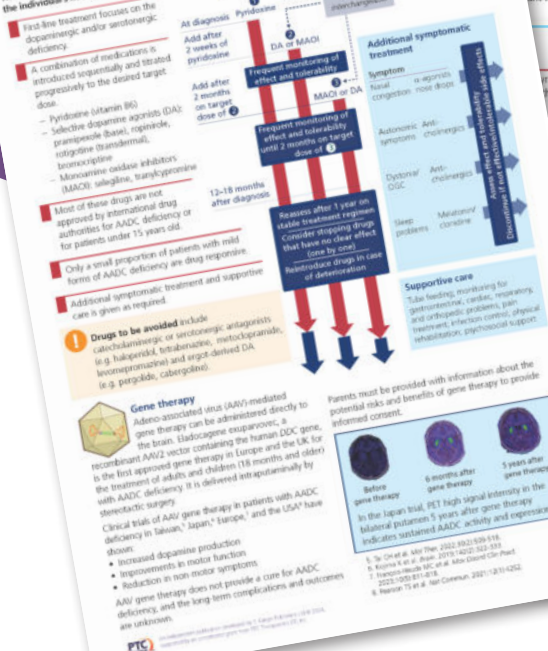 the individual
First-line treatment focuses on the
dopaminergic and/or serotonergic
deficiency.
A combination of medications is
introduced sequentially and titrated
progressively to the desired target
dose.
– Pyridoxine (vitamin B6)
– Selective dopamine agonists (DA):
pramipexole (base), ropinirole,
rotigotine (transdermal),
bromocriptine
– Monoamine oxidase inhibitors
(MAOI): selegiline, tranylcypromine
Most of these drugs are not
approved by international drug
authorities for AADC deficiency or
for patients under 15 years old.
Only a small proportion of patients with mild
forms of AADC deficiency are drug responsive.
Additional symptomatic treatment and supportive
care is given as required.
! Drugs to be avoided include
catecholaminergic or serotonergic antagonists
(e.g. haloperidol, tetrabenazine, metoclopramide,
levomepromazine) and ergot-derived DA
(e.g. pergolide, cabergoline).
At diagnosis
Pyridoxine
Add after
2 weeks of
pyridoxine
2
DA or MAOI
interchangeable
Frequent monitoring of
effect and tolerability
Add after
2 months
on target
dose of 2
3
MAOI or DA
Frequent monitoring of
effect and tolerability
until 2 months on target
dose of 3
12–18 months
after diagnosis
Reassess after 1 year on
stable treatment regimen
Consider stopping drugs
that have no clear effect
(one by one)
Reintroduce drugs in case
of deterioration
Additional symptomatic
treatment
Symptom
Nasal
congestion
α-agonists
nose drops
Autonomic
symptoms
Anti-
cholinergics
Dystonia/
OGC
Anti-
cholinergics
Sleep
problems
Melatonin/
clonidine
Assess effect and tolerability
Discontinue if not effective/intolerable side effects
Supportive care
Tube feeding, monitoring for
gastrointestinal, cardiac, respiratory,
and orthopedic problems, pain
treatment, infection control, physical
rehabilitation, psychosocial support
Gene therapy
Adeno-associated virus (AAV)-mediated
gene therapy can be administered directly to
the brain. Eladocagene exuparvovec, a
recombinant AAV2 vector containing the human DDC gene,
is the first approved gene therapy in Europe and the UK for
the treatment of adults and children (18 months and older)
with AADC deficiency. It is delivered intraputaminally by
stereotactic surgery.
Clinical trials of AAV gene therapy in patients with AADC
deficiency in Taiwan,⁵ Japan,⁶ Europe,⁷ and the USA⁸ have
shown:
• Increased dopamine production
• Improvements in motor function
• Reduction in non motor symptoms
AAV gene therapy does not provide a cure for AADC
deficiency, and the long-term complications and outcomes
are unknown.
Parents must be provided with information about the
potential risks and benefits of gene therapy to provide
informed consent.
Before
gene therapy
6 months after
gene therapy
5 years after
gene therapy
In the Japan trial, PET high signal intensity in the
bilateral putamen 5 years after gene therapy
indicates sustained AADC activity and expression
PTC